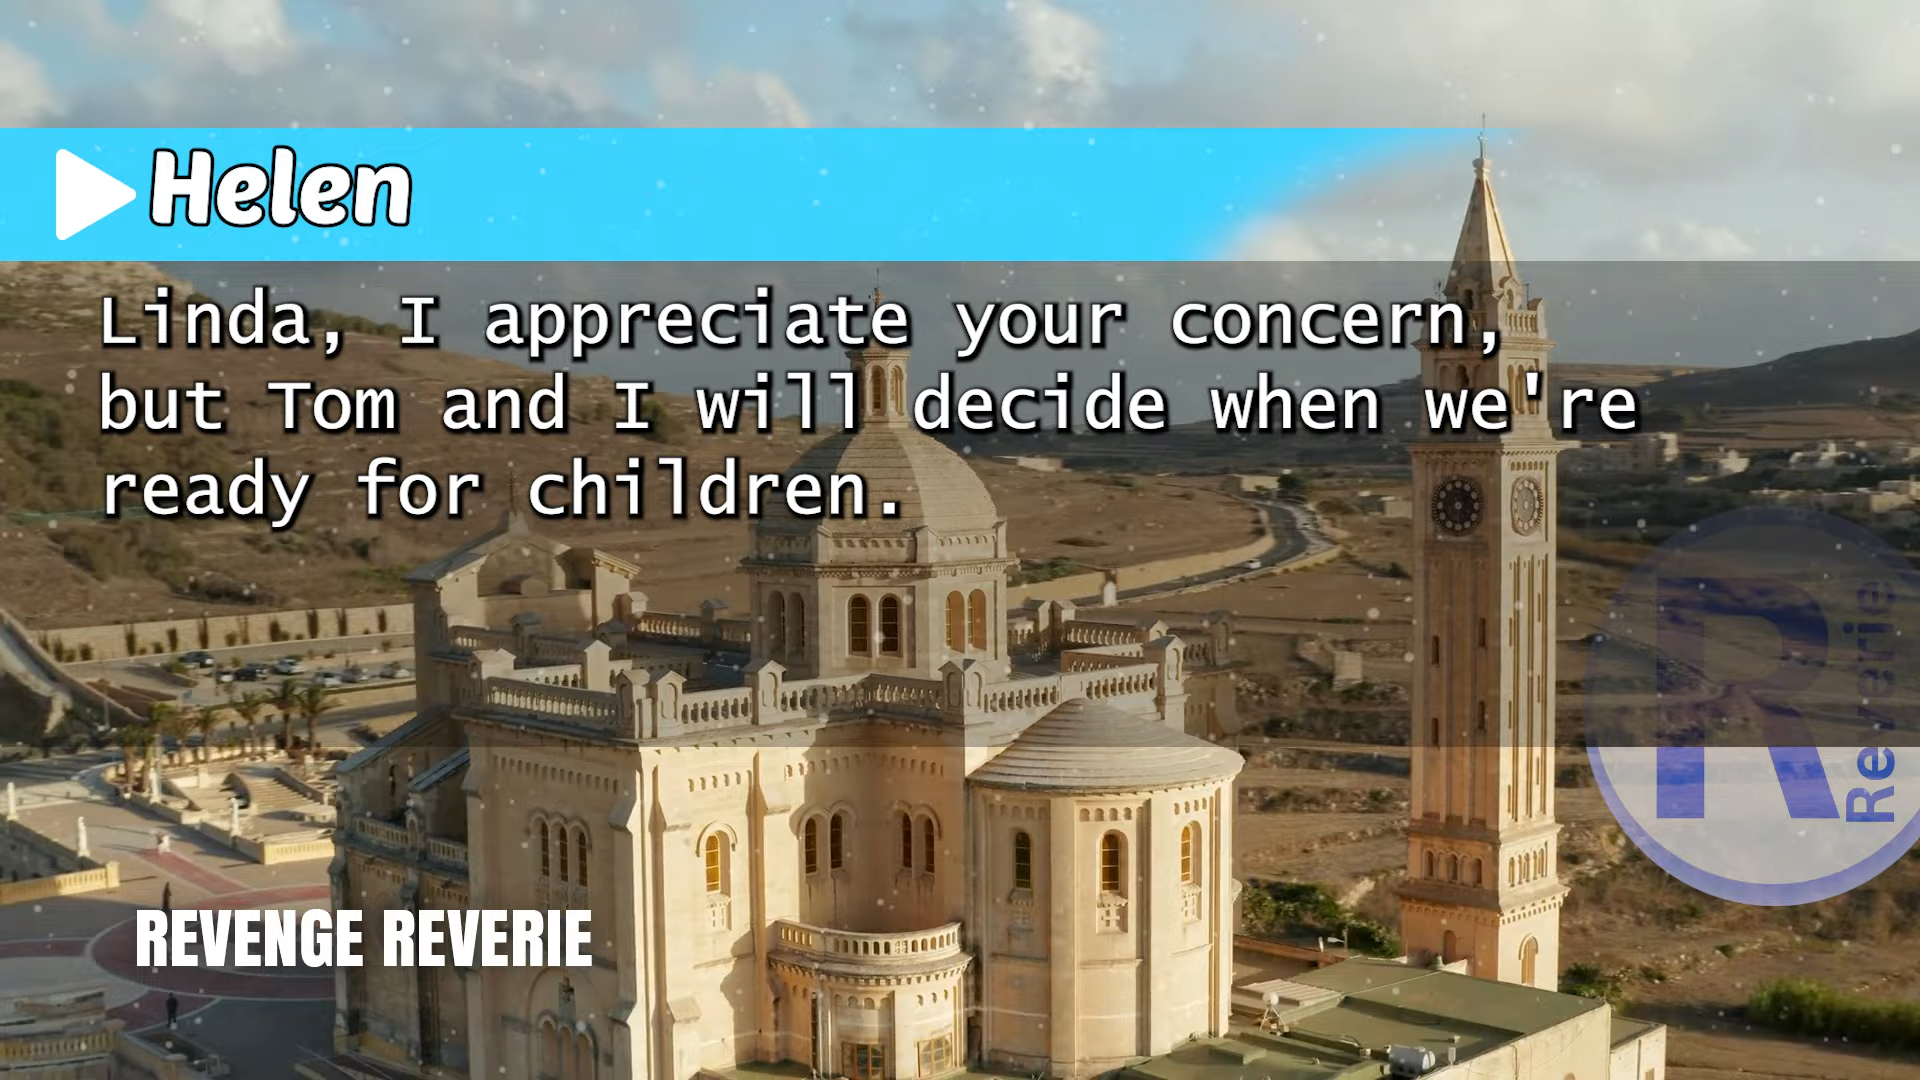 Helen
Linda, I appreciate your concern,
but Tom and I will decide when we're
ready for children.
R
Reverie
REVENGE REVERIE